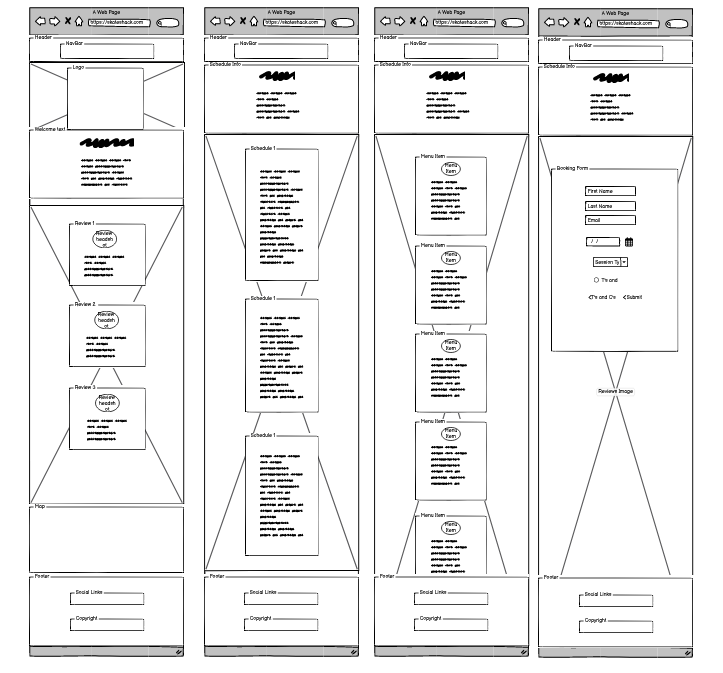 A Web Page
https://ekoleshack.com
Header
NavBar
Logo
Welcome text
Review 1
Review
headsh
ot
Review 2
Review
headsh
ot
Review 3
Review
headsh
ot
Map
Footer
Social Links
Copyright
A Web Page
https://ekoleshack.com
Header
NavBar
Schedule Info
Schedule 1
Schedule 1
Schedule 1
Footer
Social Links
Copyright
A Web Page
https://ekoleshack.com
Header
NavBar
Schedule Info
Menu Item
Menu
Item
Menu Item
Menu
Item
Menu Item
Menu
Item
Menu Item
Menu
Item
Menu Item
Menu
Item
Footer
Social Links
Copyright
A Web Page
https://ekoleshack.com
Header
NavBar
Schedule Info
Booking Form
First Name
Last Name
Email
/ /
Session Ty
T's and
T's and C's
Submit
Reviews Image
Footer
Social Links
Copyright